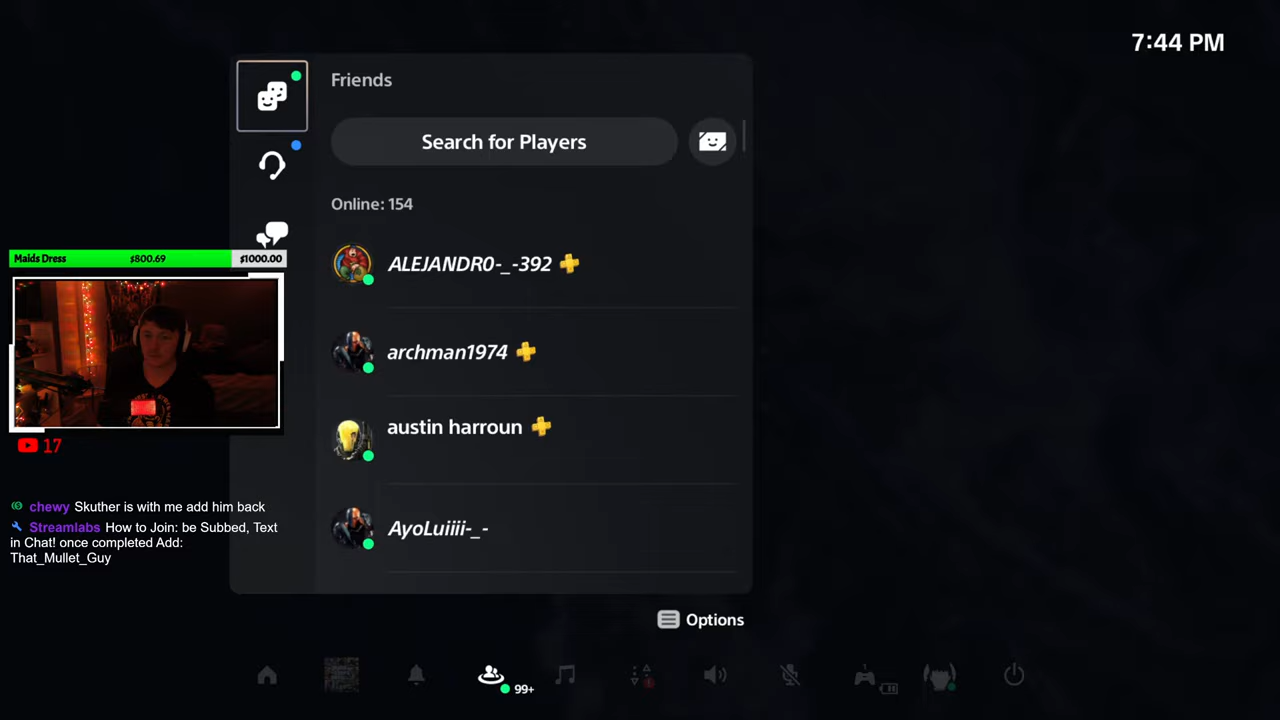 7:44 PM
Friends
Search for Players
Online: 154
ALEJANDR0-_-392
archman1974
austin harroun
AyoLuiiii-_-
Options
99+
Maids Dress $800.69 $1000.00
17
chewy Skuther is with me add him back
Streamlabs How to Join: be Subbed, Text
in Chat! once completed Add:
That_Mullet_Guy